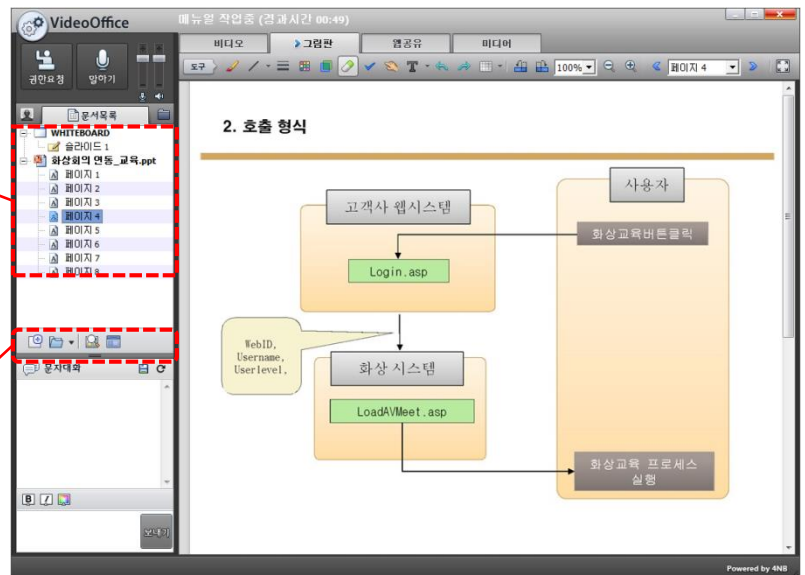 VideoOffice
메뉴얼 작업중 (경과시간 00:49)
비디오
그림판
웹공유
미디어
권한요청
말하기
도구
100%
페이지 4
문서목록
WHITEBOARD
슬라이드 1
화상회의 연동_교육.ppt
페이지 1
페이지 2
페이지 3
페이지 4
페이지 5
페이지 6
페이지 7
페이지 8
문자대화
보내기
2. 호출 형식
사용자
고객사 웹시스템
화상교육버튼클릭
Login.asp
WebID,
Username,
Userlevel,
화상 시스템
LoadAVMeet.asp
화상교육 프로세스
실행
Powered by 4NB